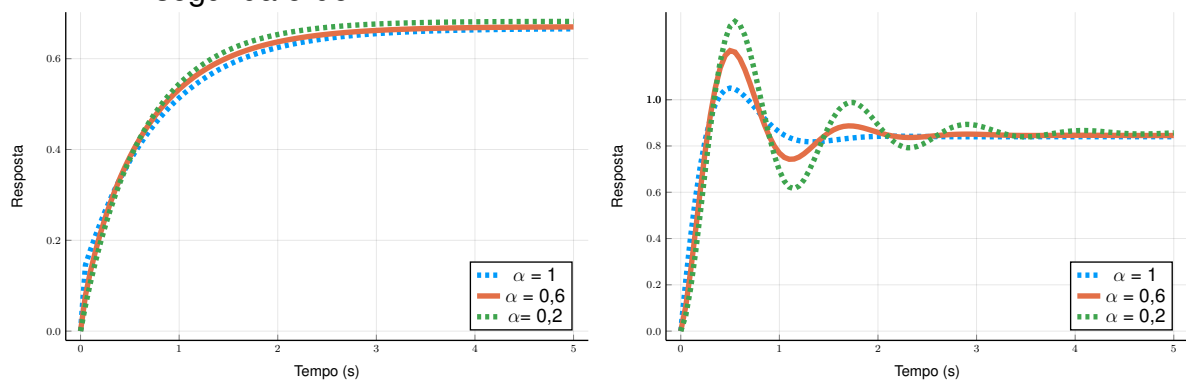 Resposta
0.6
0.4
0.2
0.0
α = 1
α = 0,6
α= 0,2
0 1 2 3 4 5
Tempo (s)
Resposta
1.0
0.8
0.6
0.4
0.2
0.0
α = 1
α = 0,6
α = 0,2
0 1 2 3 4 5
Tempo (s)